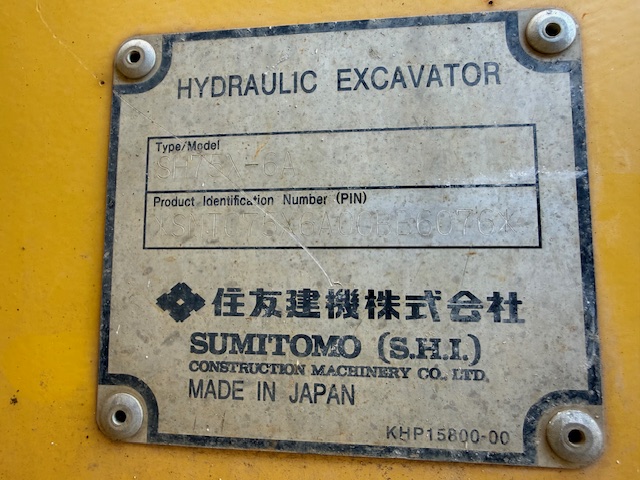 HYDRAULIC EXCAVATOR
Type/Model
Product Identification Number (PIN)
住友建機株式会社
SUMITOMO (S.H.I.)
CONSTRUCTION MACHINERY CO., LTD.
MADE IN JAPAN
KHP15800-00